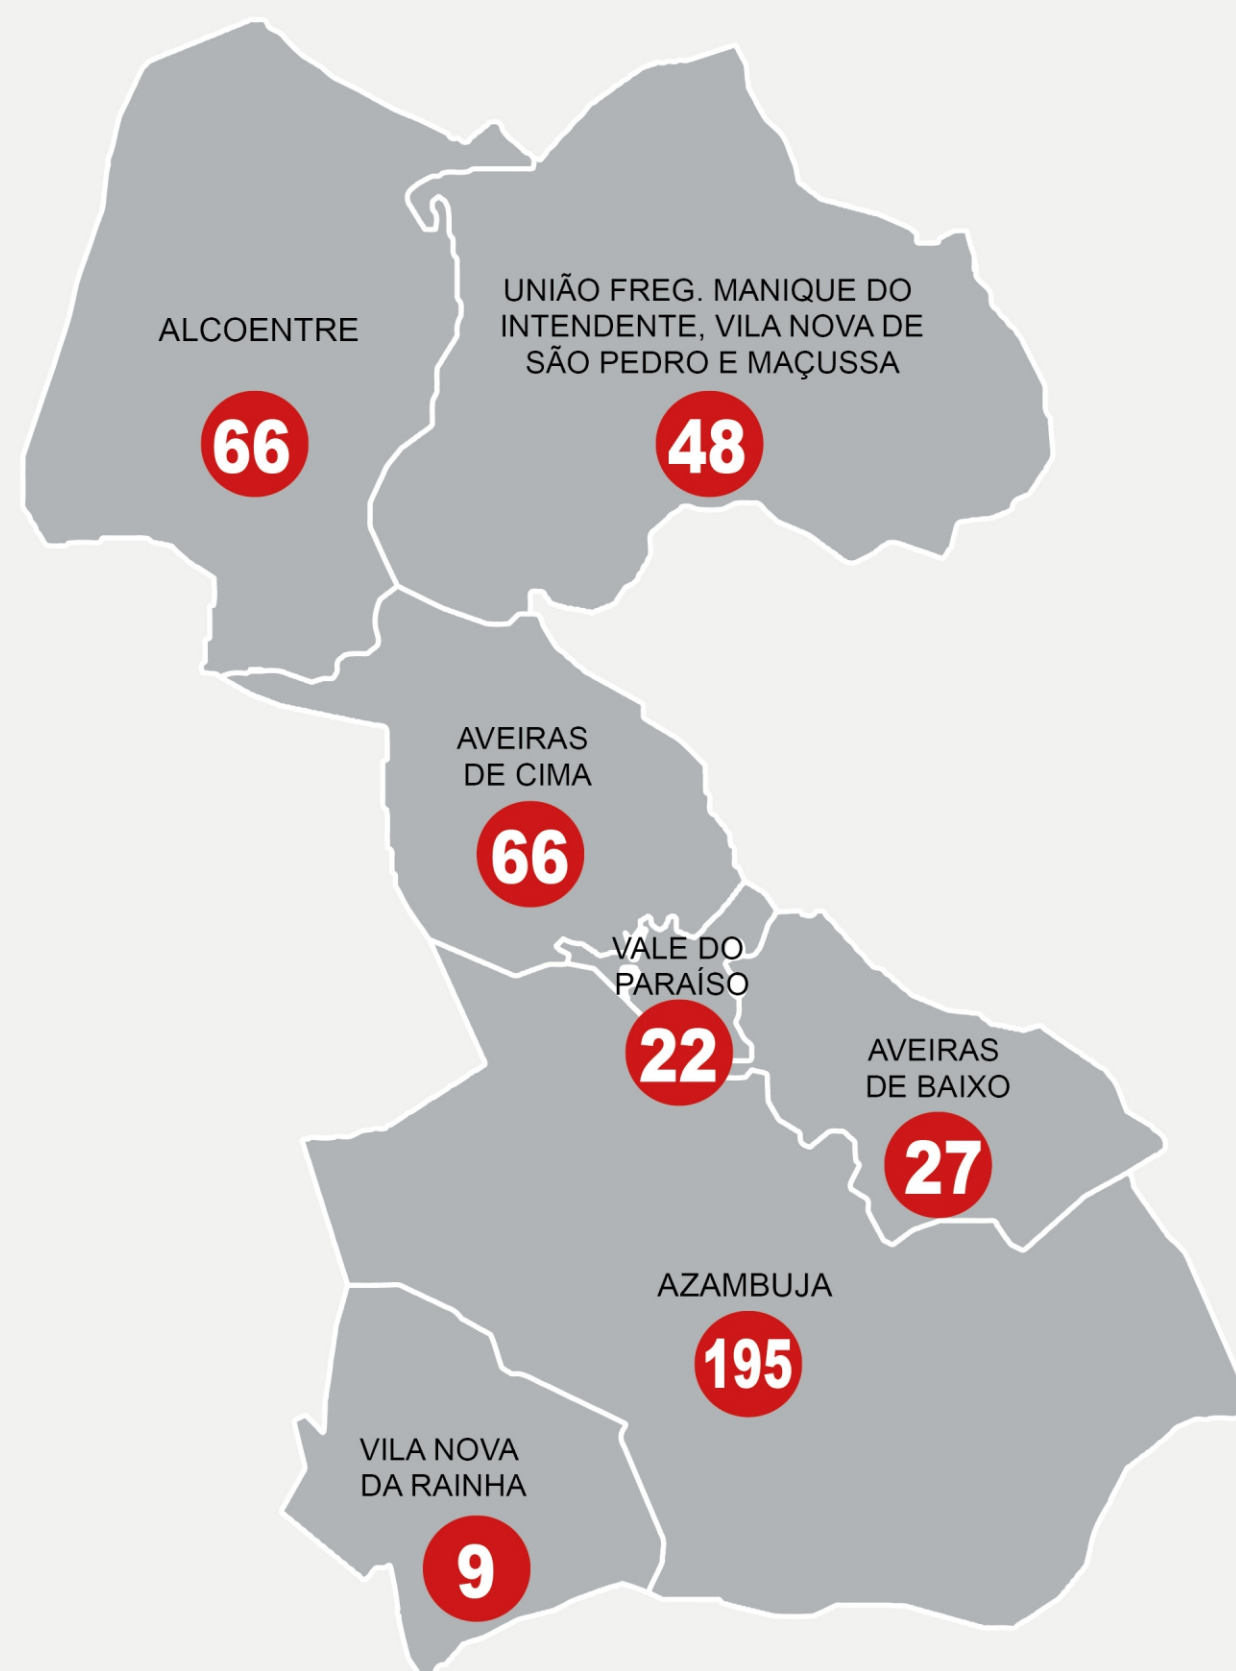 ALCOENTRE
66
UNIÃO FREG. MANIQUE DO
INTENDENTE, VILA NOVA DE
SÃO PEDRO E MAÇUSSA
48
AVEIRAS
DE CIMA
66
VALE DO
PARAÍSO
22
AVEIRAS
DE BAIXO
27
AZAMBUJA
195
VILA NOVA
DA RAINHA
9